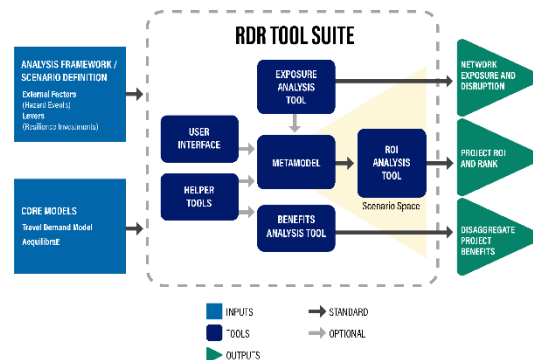 RDR TOOL SUITE
ANALYSIS FRAMEWORK /
SCENARIO DEFINITION
External Factors
(Hazard Events)
Levers
(Resilience Investments)
CORE MODELS
Travel Demand Model
AequilibraE
EXPOSURE
ANALYSIS
TOOL
USER
INTERFACE
HELPER
TOOLS
METAMODEL
ROI
ANALYSIS
TOOL
Scenario Space
BENEFITS
ANALYSIS TOOL
NETWORK
EXPOSURE AND
DISRUPTION
PROJECT ROI
AND RANK
DISAGGREGATE
PROJECT
BENEFITS
INPUTS
TOOLS
OUTPUTS
STANDARD
OPTIONAL